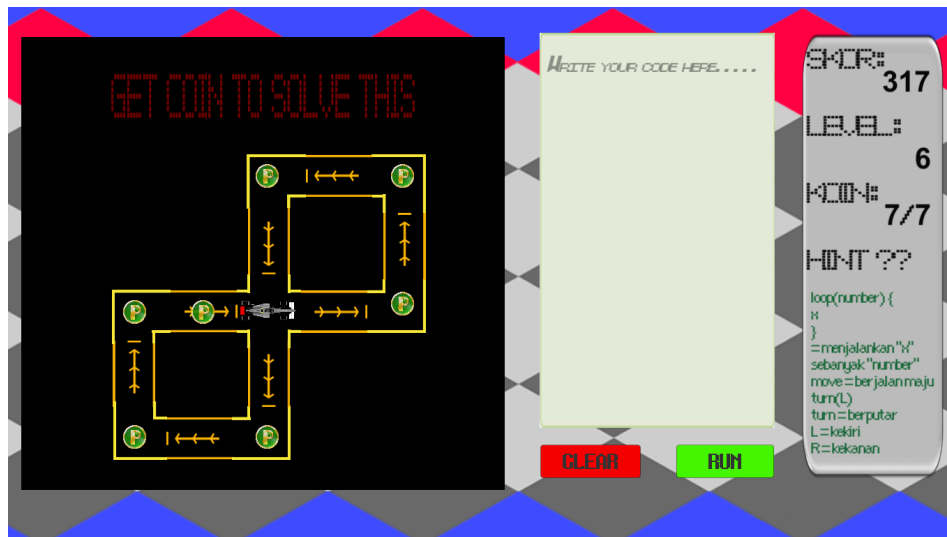 GET COIN TO SOLVE THIS
P P
P
P P
P P
Write your code here.....
CLEAR RUN
SKOR:
317
LEVEL:
6
KOIN:
7/7
HINT ??
loop(number) {
x
}
=menjalankan "x"
sebanyak "number"
move=berjalan maju
turn(L)
turn=berputar
L=kekiri
R=kekanan